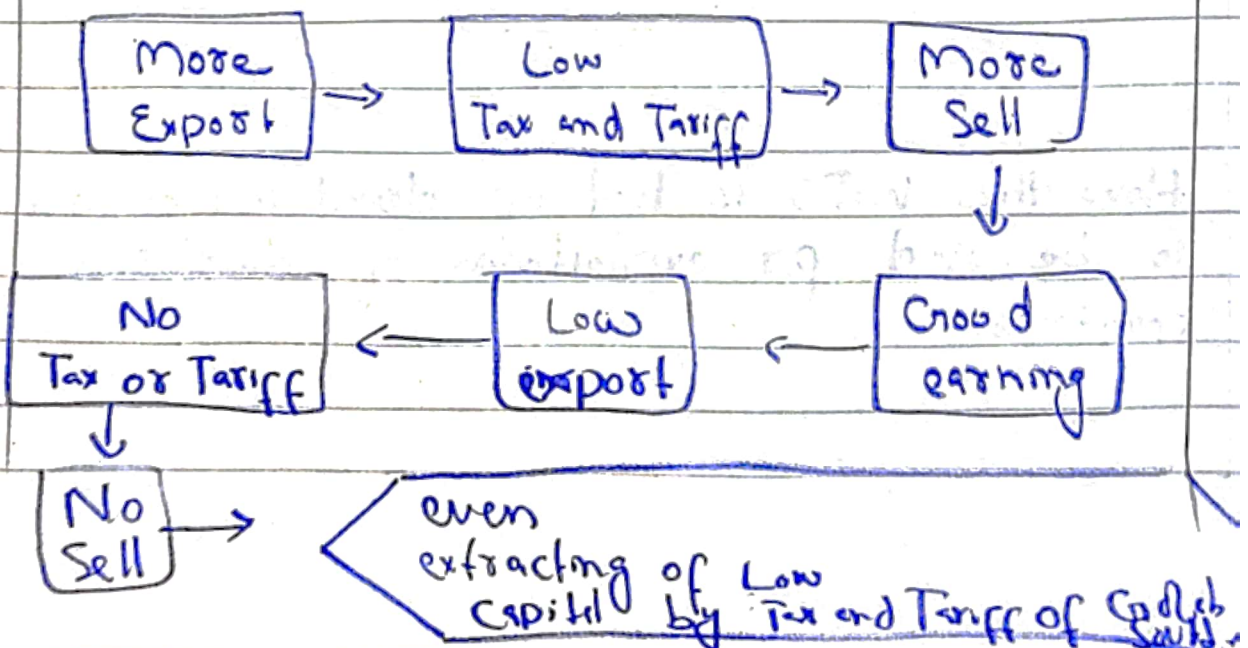 More
Export
Low
Tax and Tariff
More
Sell
Good
earning
Low
export
No
Tax or Tariff
No
Sell
even
extracting of Low
capitil by Tax and Tariff of